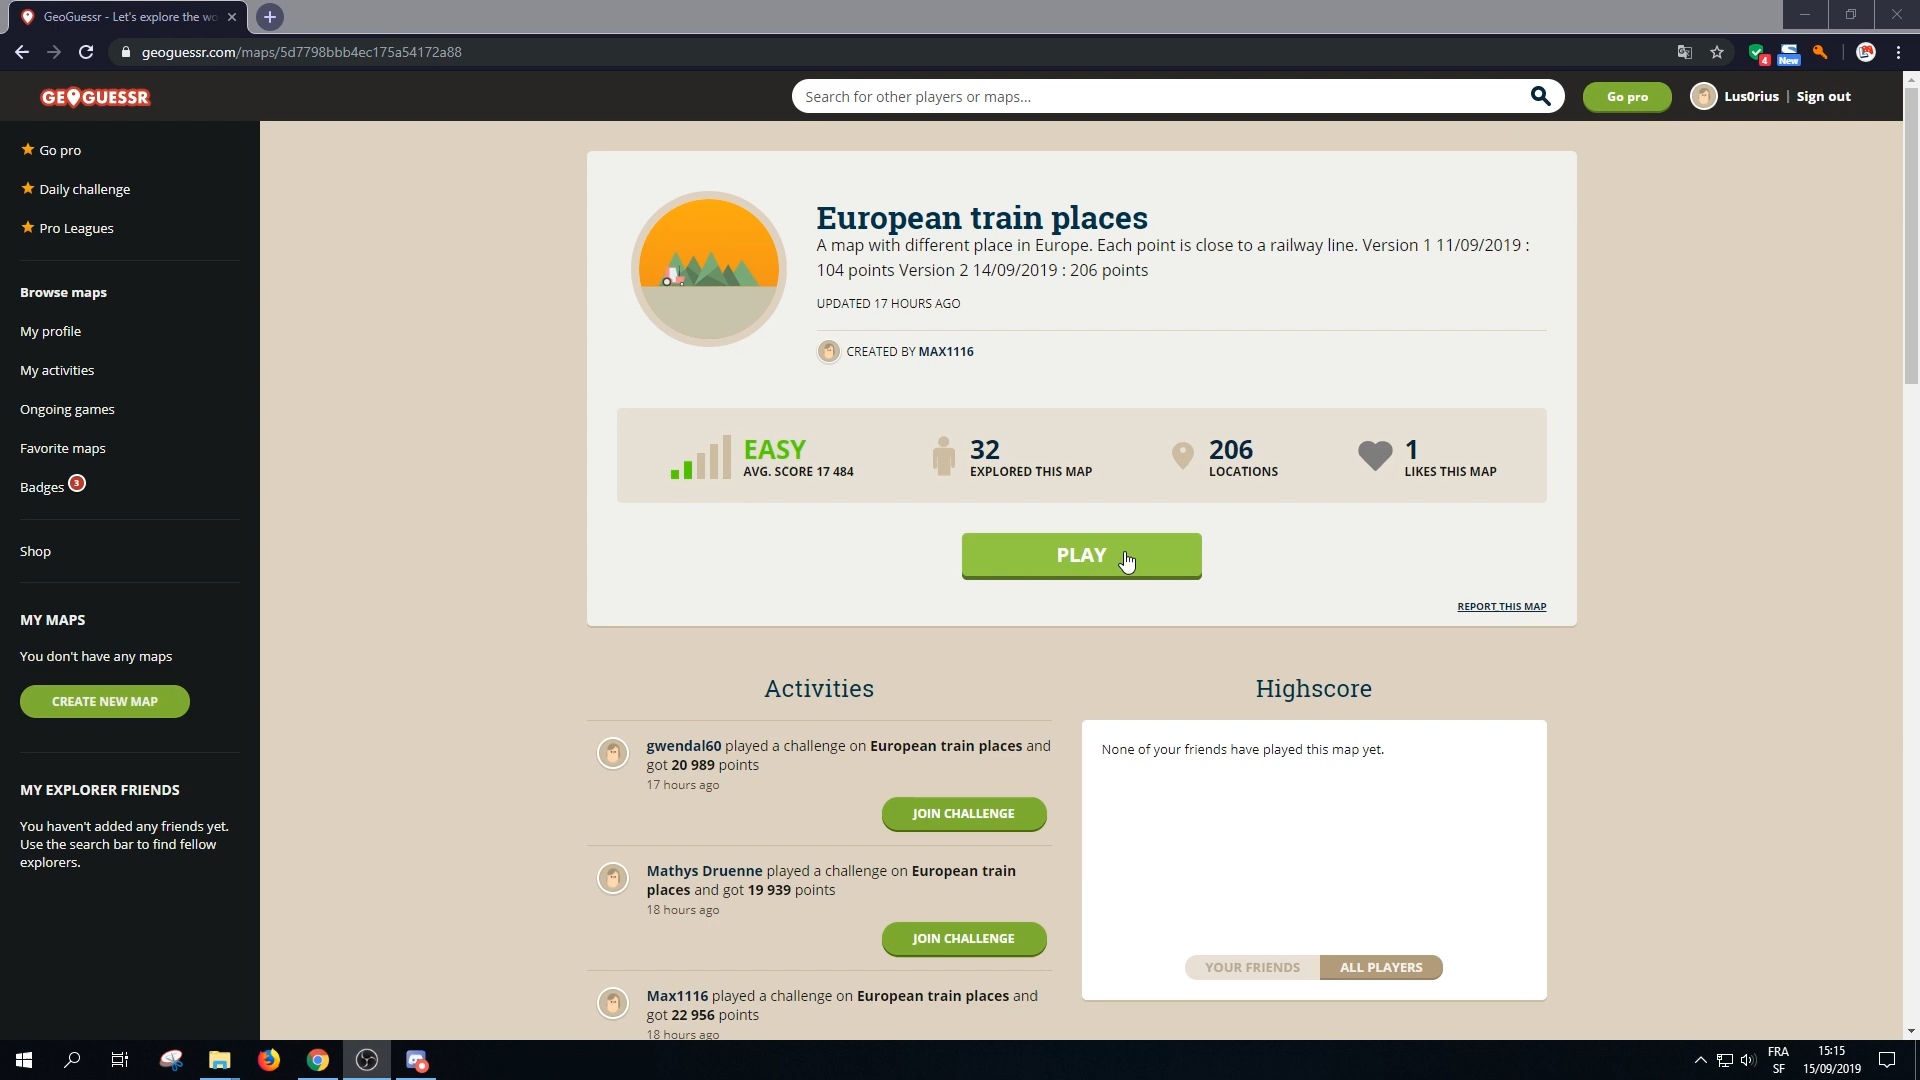 GeoGuessr - Let's explore the wo
geoguessr.com/maps/5d7798bbb4ec175a54172a88
4
New
GEOGUESSR
Search for other players or maps...
Go pro
Lus0rius | Sign out
Go pro
Daily challenge
Pro Leagues
Browse maps
My profile
My activities
Ongoing games
Favorite maps
Badges 3
Shop
MY MAPS
You don't have any maps
CREATE NEW MAP
MY EXPLORER FRIENDS
You haven't added any friends yet.
Use the search bar to find fellow
explorers.
European train places
A map with different place in Europe. Each point is close to a railway line. Version 1 11/09/2019 :
104 points Version 2 14/09/2019 : 206 points
UPDATED 17 HOURS AGO
CREATED BY MAX1116
EASY
AVG. SCORE 17 484
32
EXPLORED THIS MAP
206
LOCATIONS
1
LIKES THIS MAP
PLAY
REPORT THIS MAP
Activities
gwendal60 played a challenge on European train places and
got 20 989 points
17 hours ago
JOIN CHALLENGE
Mathys Druenne played a challenge on European train
places and got 19 939 points
18 hours ago
JOIN CHALLENGE
Max1116 played a challenge on European train places and
got 22 956 points
18 hours ago
Highscore
None of your friends have played this map yet.
YOUR FRIENDS
ALL PLAYERS
FRA
SF
15:15
15/09/2019